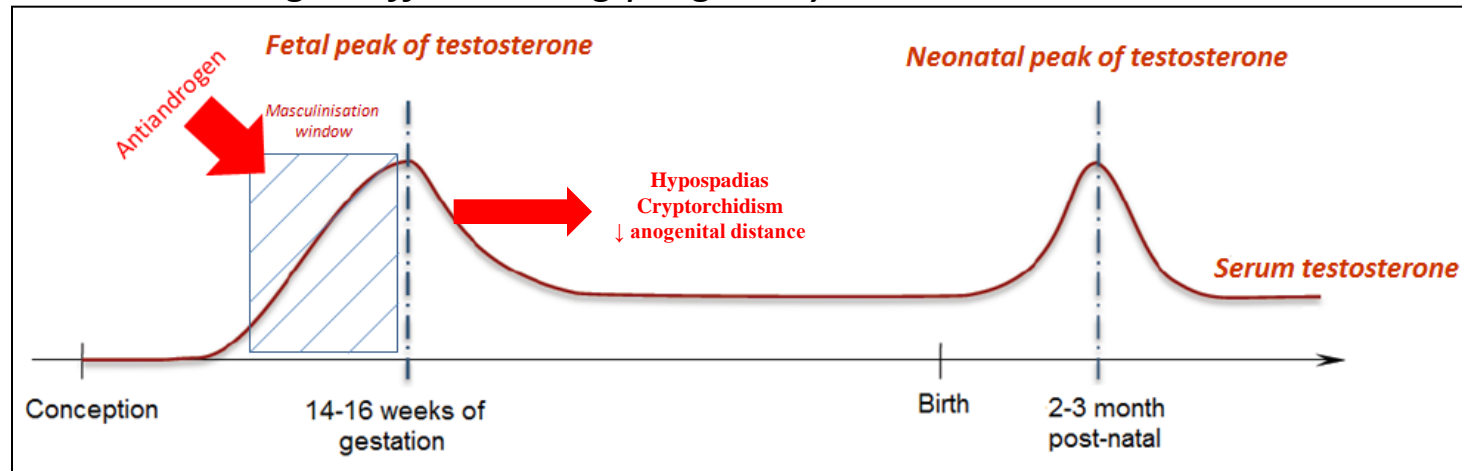 Fetal peak of testosterone
Neonatal peak of testosterone
Antiandrogen
Masculinisation
window
Hypospadias
Cryptorchidism
↓ anogenital distance
Serum testosterone
Conception
14-16 weeks of
gestation
Birth
2-3 month
post-natal